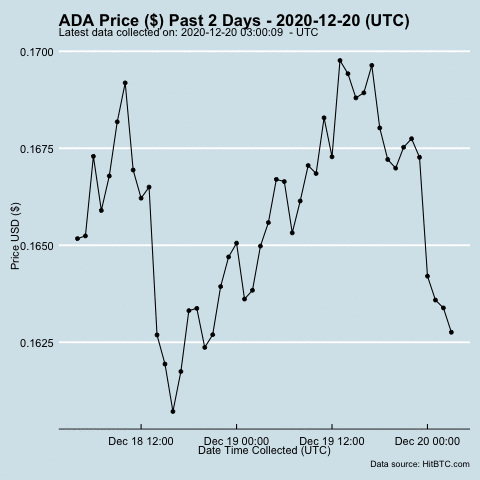 ADA Price ($) Past 2 Days - 2020-12-20 (UTC)
Latest data collected on: 2020-12-20 03:00:09  - UTC
0.1700
0.1675
0.1650
0.1625
Price USD ($)
Dec 18 12:00
Dec 19 00:00
Dec 19 12:00
Dec 20 00:00
Date Time Collected (UTC)
Data source: HitBTC.com